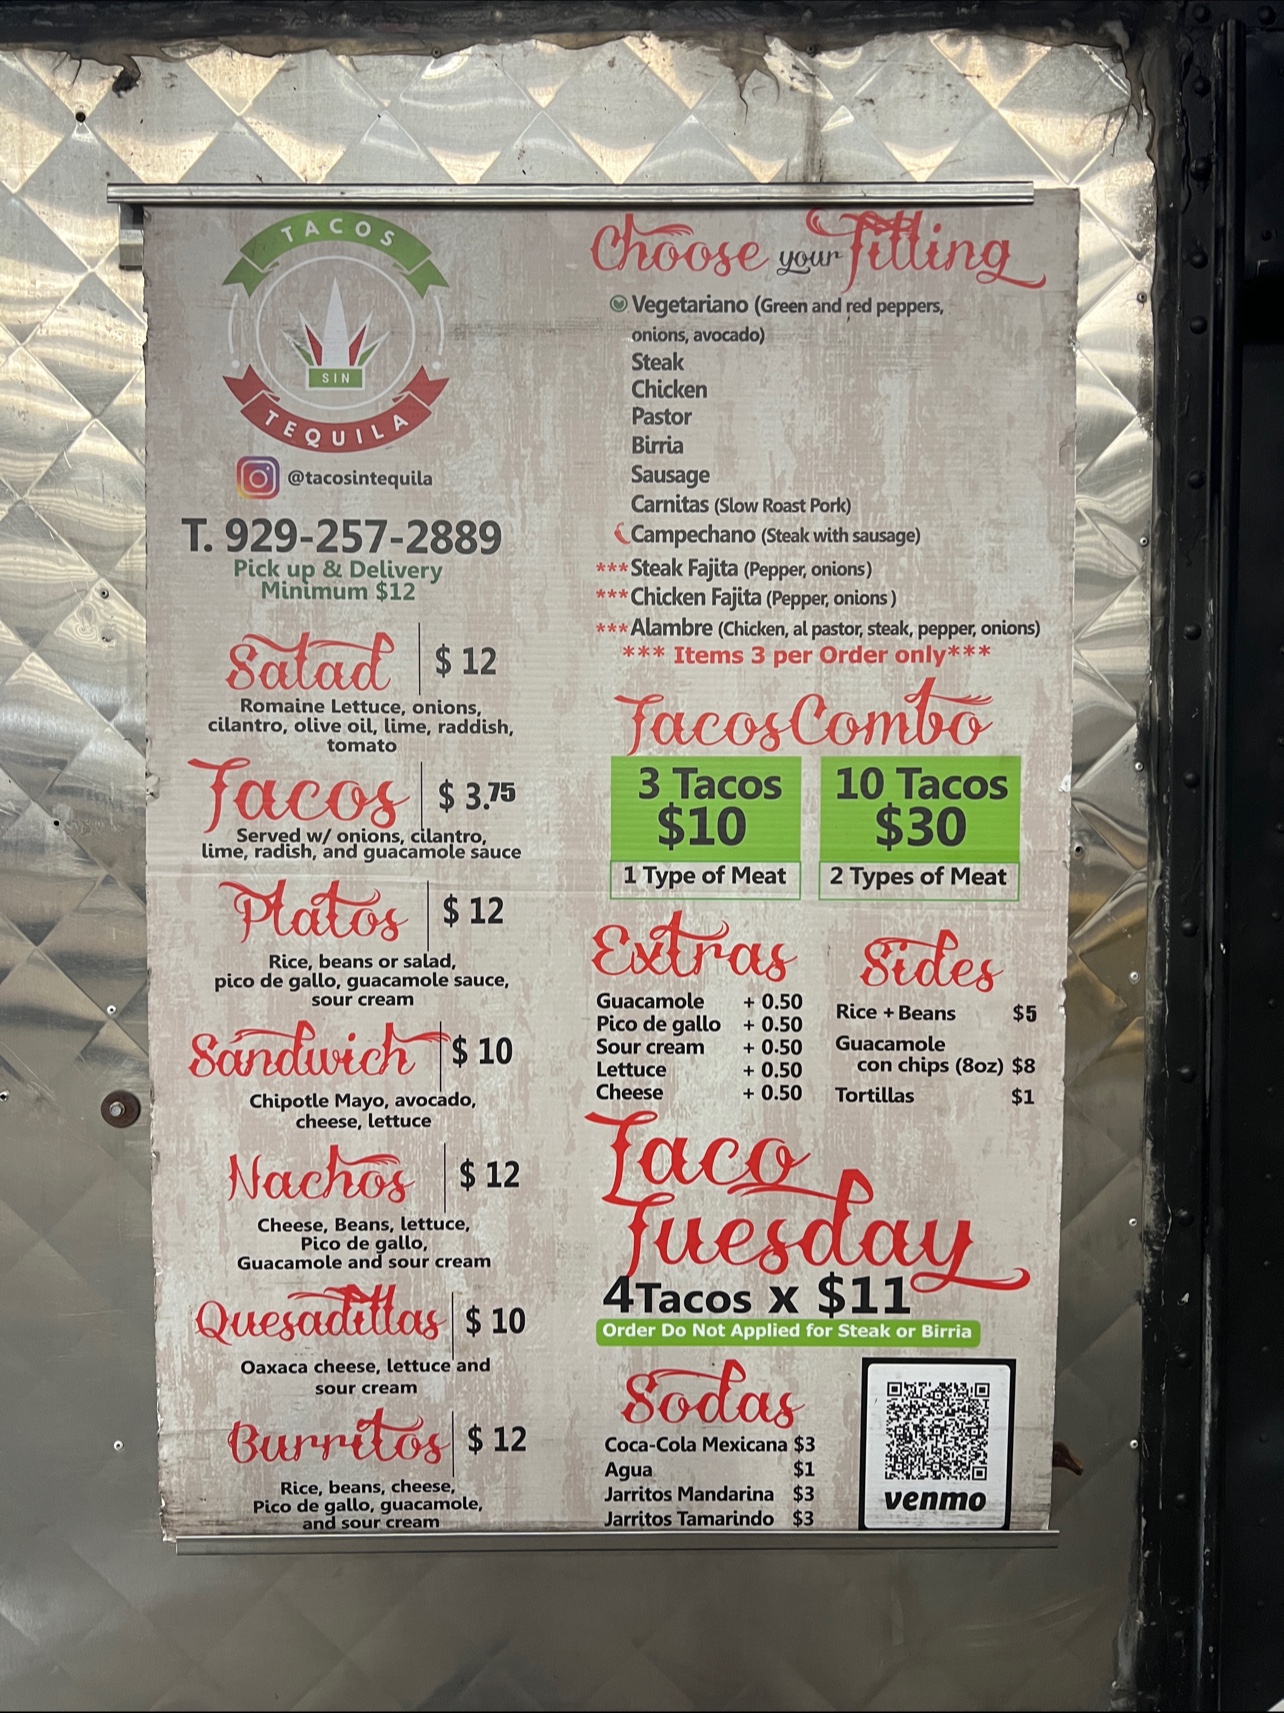 TACOS
SIN
TEQUILA
@tacosintequila
T. 929-257-2889
Pick up & Delivery
Minimum $12
Salad $ 12
Romaine Lettuce, onions,
cilantro, olive oil, lime, raddish,
tomato
Tacos $ 3.75
Served w/ onions, cilantro,
lime, radish, and guacamole sauce
Platos $ 12
Rice, beans or salad,
pico de gallo, guacamole sauce,
sour cream
Sandwich $ 10
Chipotle Mayo, avocado,
cheese, lettuce
Nachos $ 12
Cheese, Beans, lettuce,
Pico de gallo,
Guacamole and sour cream
Quesadillas $ 10
Oaxaca cheese, lettuce and
sour cream
Burritos $ 12
Rice, beans, cheese,
Pico de gallo, guacamole,
and sour cream
Choose your Filling
Vegetariano (Green and red peppers,
onions, avocado)
Steak
Chicken
Pastor
Birria
Sausage
Carnitas (Slow Roast Pork)
Campechano (Steak with sausage)
***Steak Fajita (Pepper, onions)
***Chicken Fajita (Pepper, onions )
***Alambre (Chicken, al pastor, steak, pepper, onions)
*** Items 3 per Order only***
Tacos Combo
3 Tacos
$10
1 Type of Meat
10 Tacos
$30
2 Types of Meat
Extras
Guacamole + 0.50
Pico de gallo + 0.50
Sour cream + 0.50
Lettuce + 0.50
Cheese + 0.50
Sides
Rice + Beans $5
Guacamole
con chips (8oz) $8
Tortillas $1
Taco
Tuesday
4Tacos x $11
Order Do Not Applied for Steak or Birria
Sodas
Coca-Cola Mexicana $3
Agua $1
Jarritos Mandarina $3
Jarritos Tamarindo $3
venmo